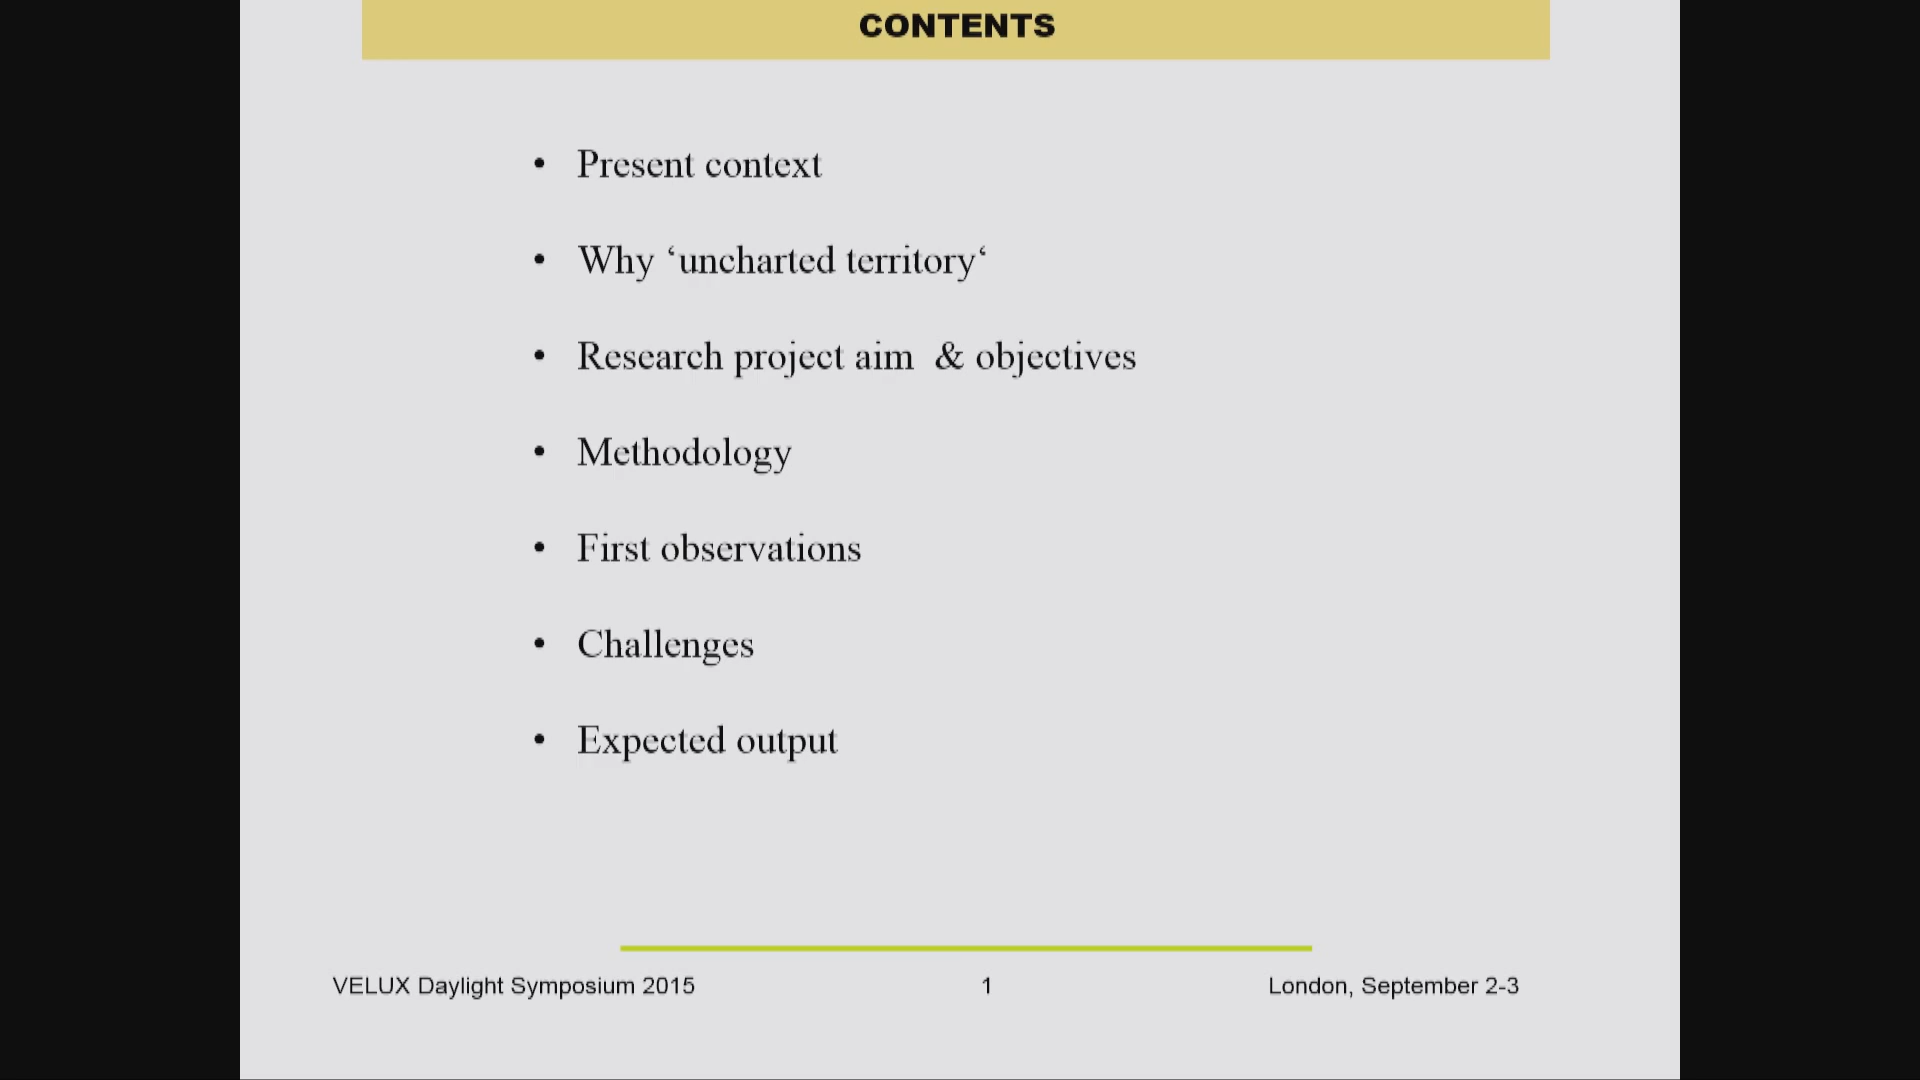 CONTENTS
• Present context
• Why ‘uncharted territory‘
• Research project aim  & objectives
• Methodology
• First observations
• Challenges
• Expected output
VELUX Daylight Symposium 2015 1 London, September 2-3